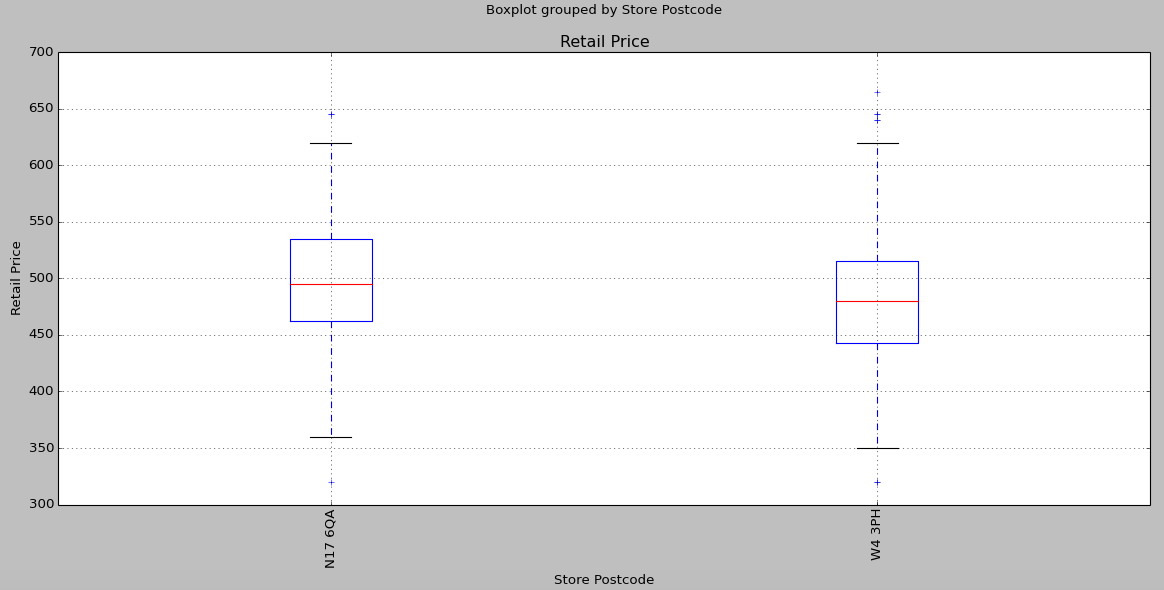 Boxplot grouped by Store Postcode
Retail Price
700
650
600
550
500
450
400
350
300
Retail Price
N17 6QA
W4 3PH
Store Postcode